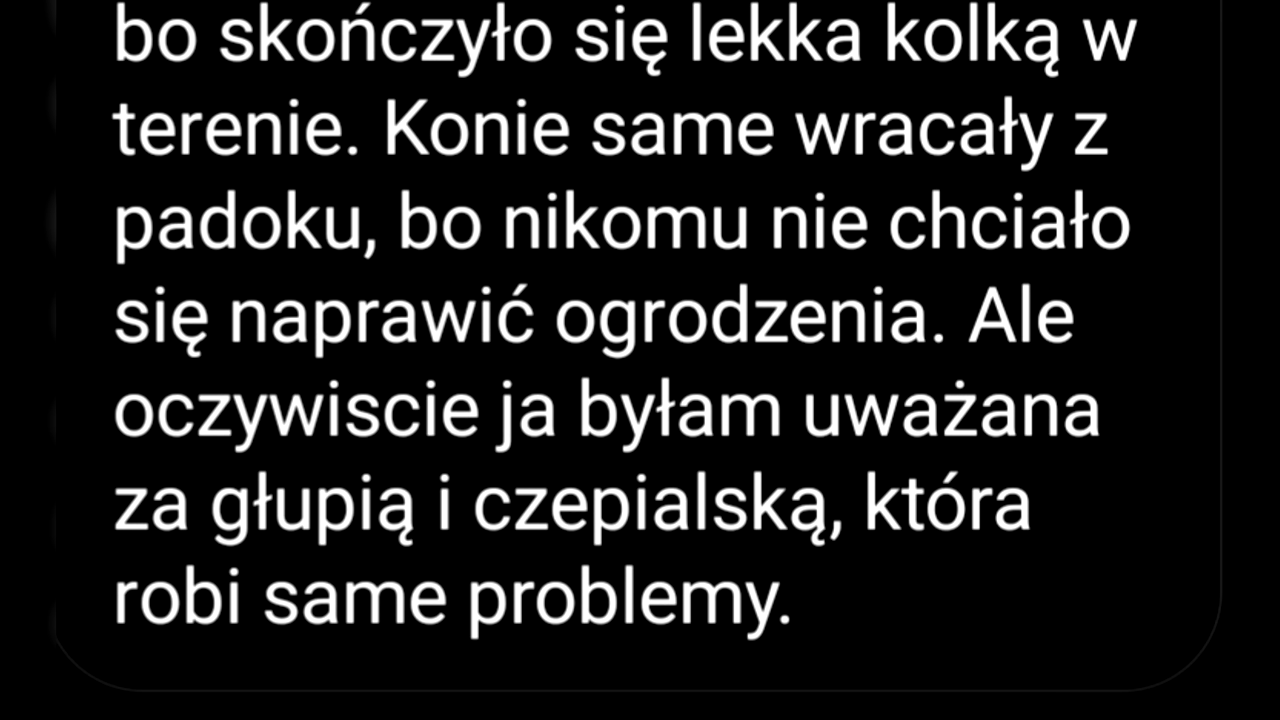 bo skończyło się lekka kolką w
terenie. Konie same wracały z
padoku, bo nikomu nie chciało
się naprawić ogrodzenia. Ale
oczywiscie ja byłam uważana
za głupią i czepialską, która
robi same problemy.